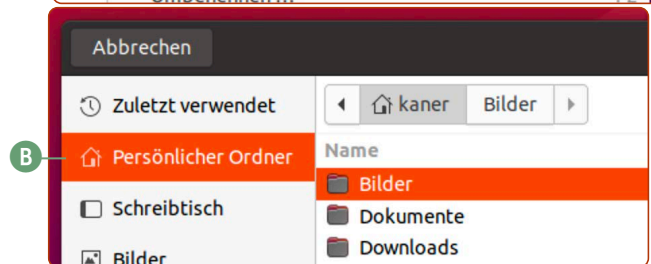 Abbrechen
Zuletzt verwendet
kaner Bilder
B
Persönlicher Ordner
Name
Bilder
Schreibtisch
Dokumente
Downloads
Bilder